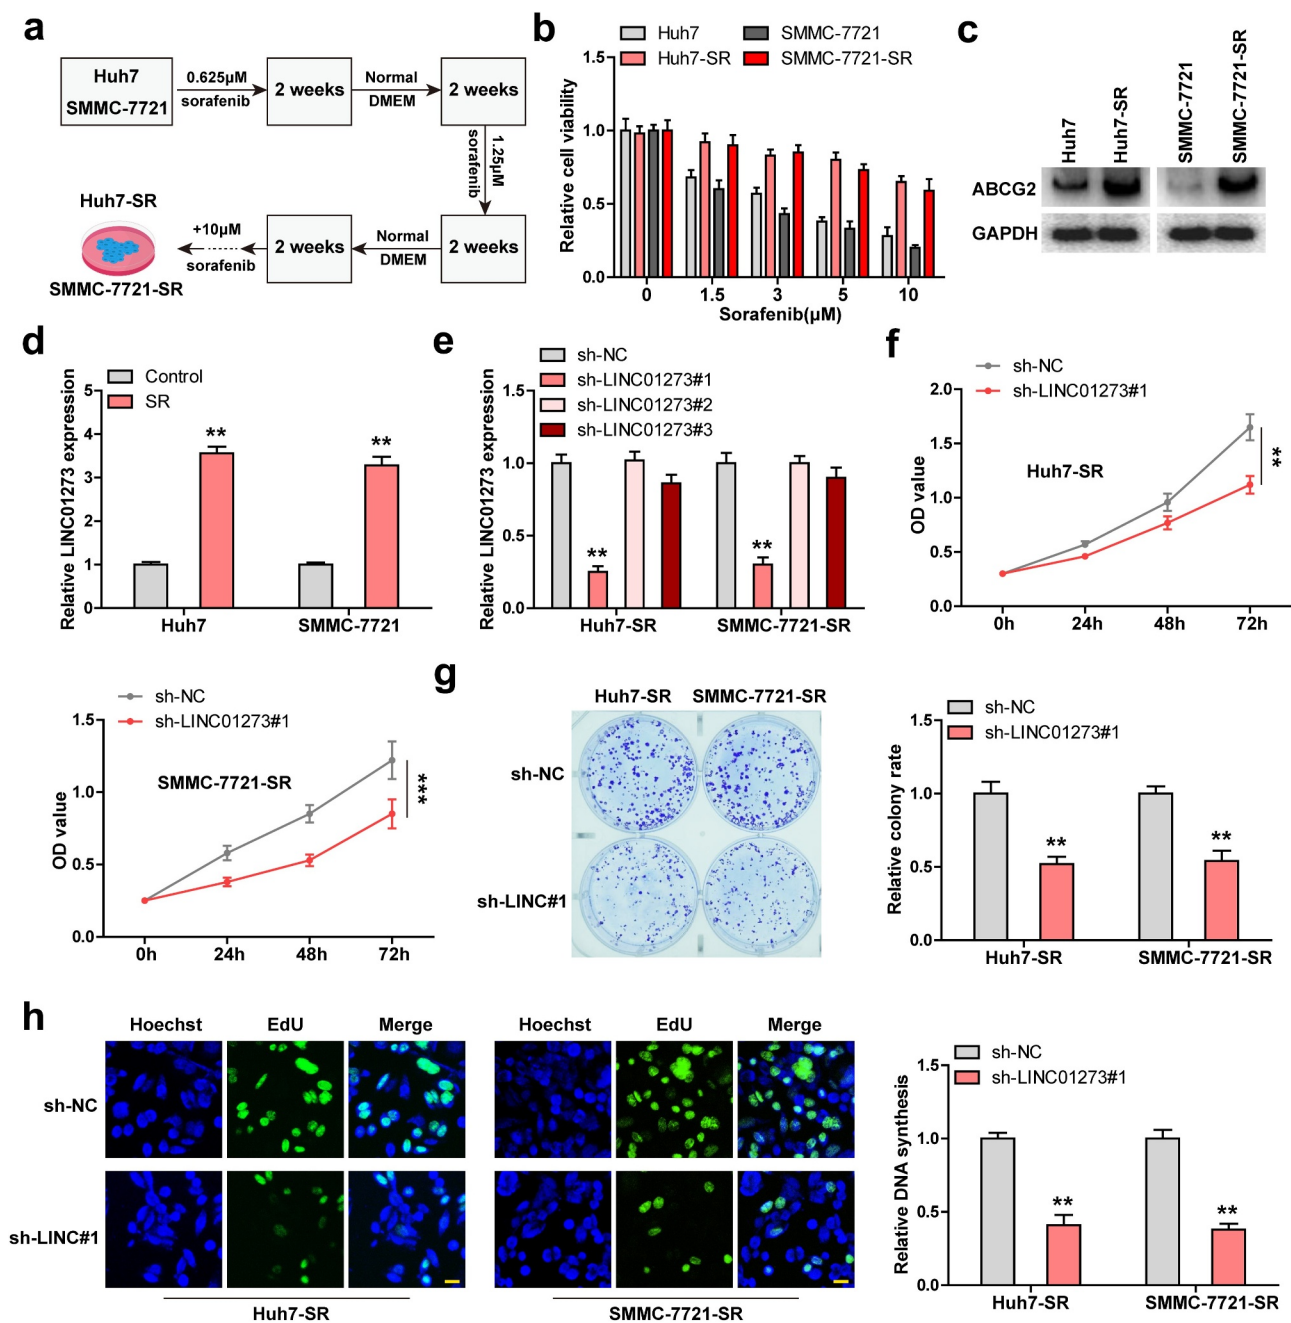 a
Huh7
SMMC-7721
0.625µM
sorafenib
2 weeks
Normal
DMEM
2 weeks
1.25µM
sorafenib
2 weeks
Normal
DMEM
2 weeks
+10µM
sorafenib
Huh7-SR
SMMC-7721-SR
b
Huh7
SMMC-7721
Huh7-SR
SMMC-7721-SR
Relative cell viability
1.5
1.0
0.5
0.0
0 1.5 3 5 10
Sorafenib(µM)
c
Huh7
Huh7-SR
SMMC-7721
SMMC-7721-SR
ABCG2
GAPDH
d
Control
SR
Relative LINC01273 expression
5
4
3
2
1
0
** **
Huh7 SMMC-7721
e
sh-NC
sh-LINC01273#1
sh-LINC01273#2
sh-LINC01273#3
Relative LINC01273 expression
1.5
1.0
0.5
0.0
** **
Huh7-SR SMMC-7721-SR
f
sh-NC
sh-LINC01273#1
OD value
2.0
1.5
1.0
0.5
0.0
Huh7-SR
**
0h 24h 48h 72h
sh-NC
sh-LINC01273#1
OD value
1.5
1.0
0.5
0.0
SMMC-7721-SR
***
0h 24h 48h 72h
g
Huh7-SR SMMC-7721-SR
sh-NC
sh-LINC#1
sh-NC
sh-LINC01273#1
Relative colony rate
1.5
1.0
0.5
0.0
** **
Huh7-SR SMMC-7721-SR
h
Hoechst EdU Merge Hoechst EdU Merge
sh-NC
sh-LINC#1
Huh7-SR SMMC-7721-SR
sh-NC
sh-LINC01273#1
Relative DNA synthesis
1.5
1.0
0.5
0.0
** **
Huh7-SR SMMC-7721-SR